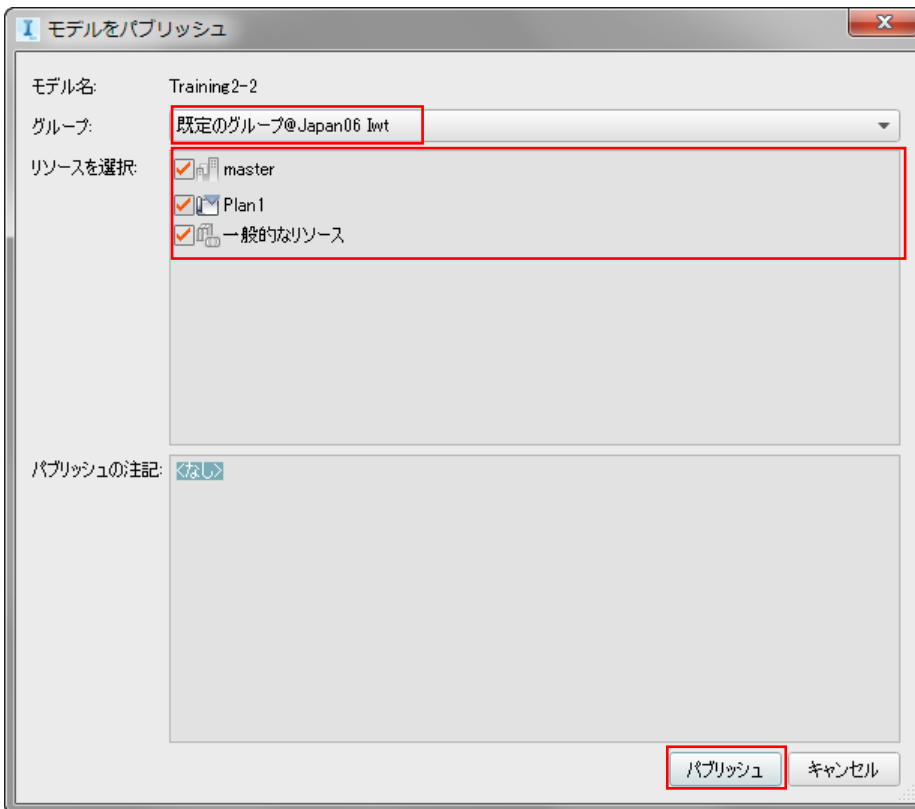 モデルをパブリッシュ
モデル名: Training2-2
グループ: 既定のグループ@Japan06 Iwt
リソースを選択: master
Plan1
一般的なリソース
パブリッシュの注記: <なし>
パブリッシュ キャンセル